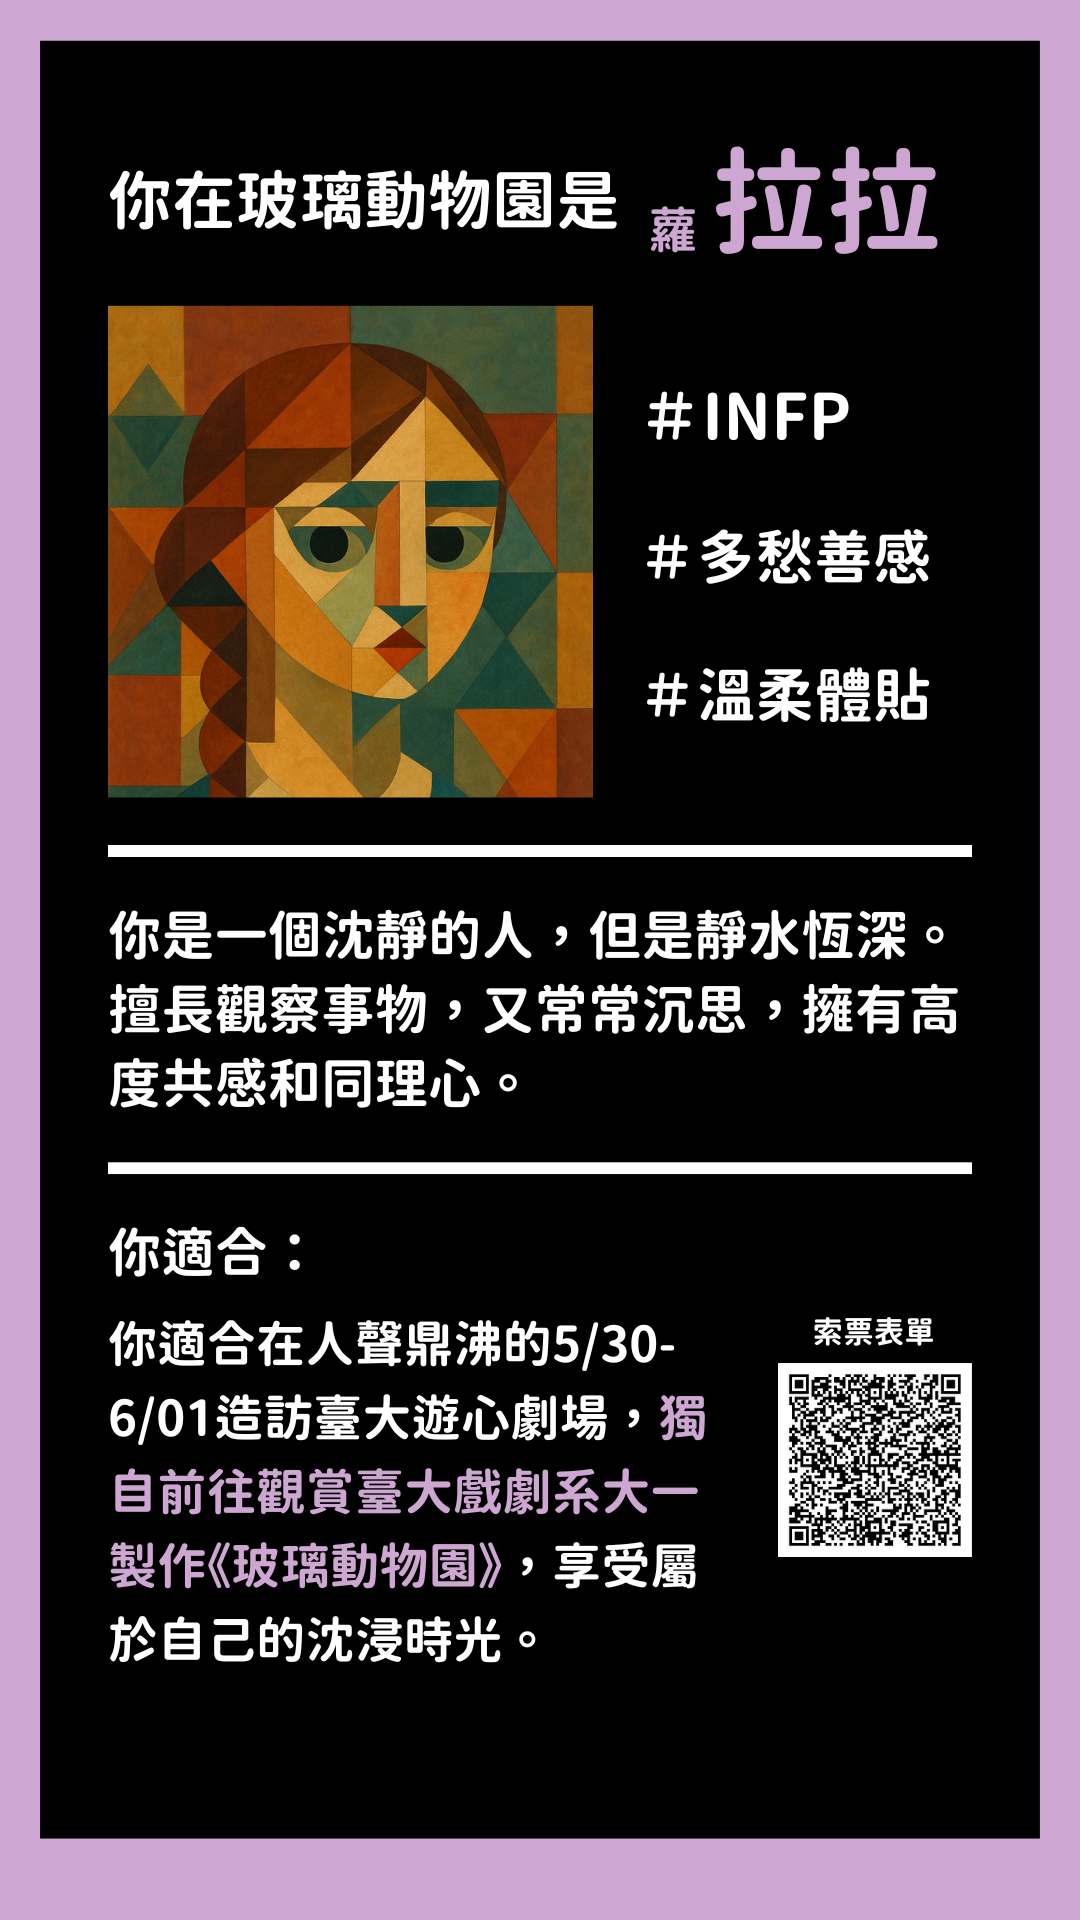 你在玻璃動物園是 蘿拉拉
#INFP
#多愁善感
#溫柔體貼
你是一個沈靜的人，但是靜水恆深。
擅長觀察事物，又常常沉思，擁有高
度共感和同理心。
你適合：
你適合在人聲鼎沸的5/30-
6/01造訪臺大遊心劇場，獨
自前往觀賞臺大戲劇系大一
製作《玻璃動物園》，享受屬
於自己的沈浸時光。
索票表單